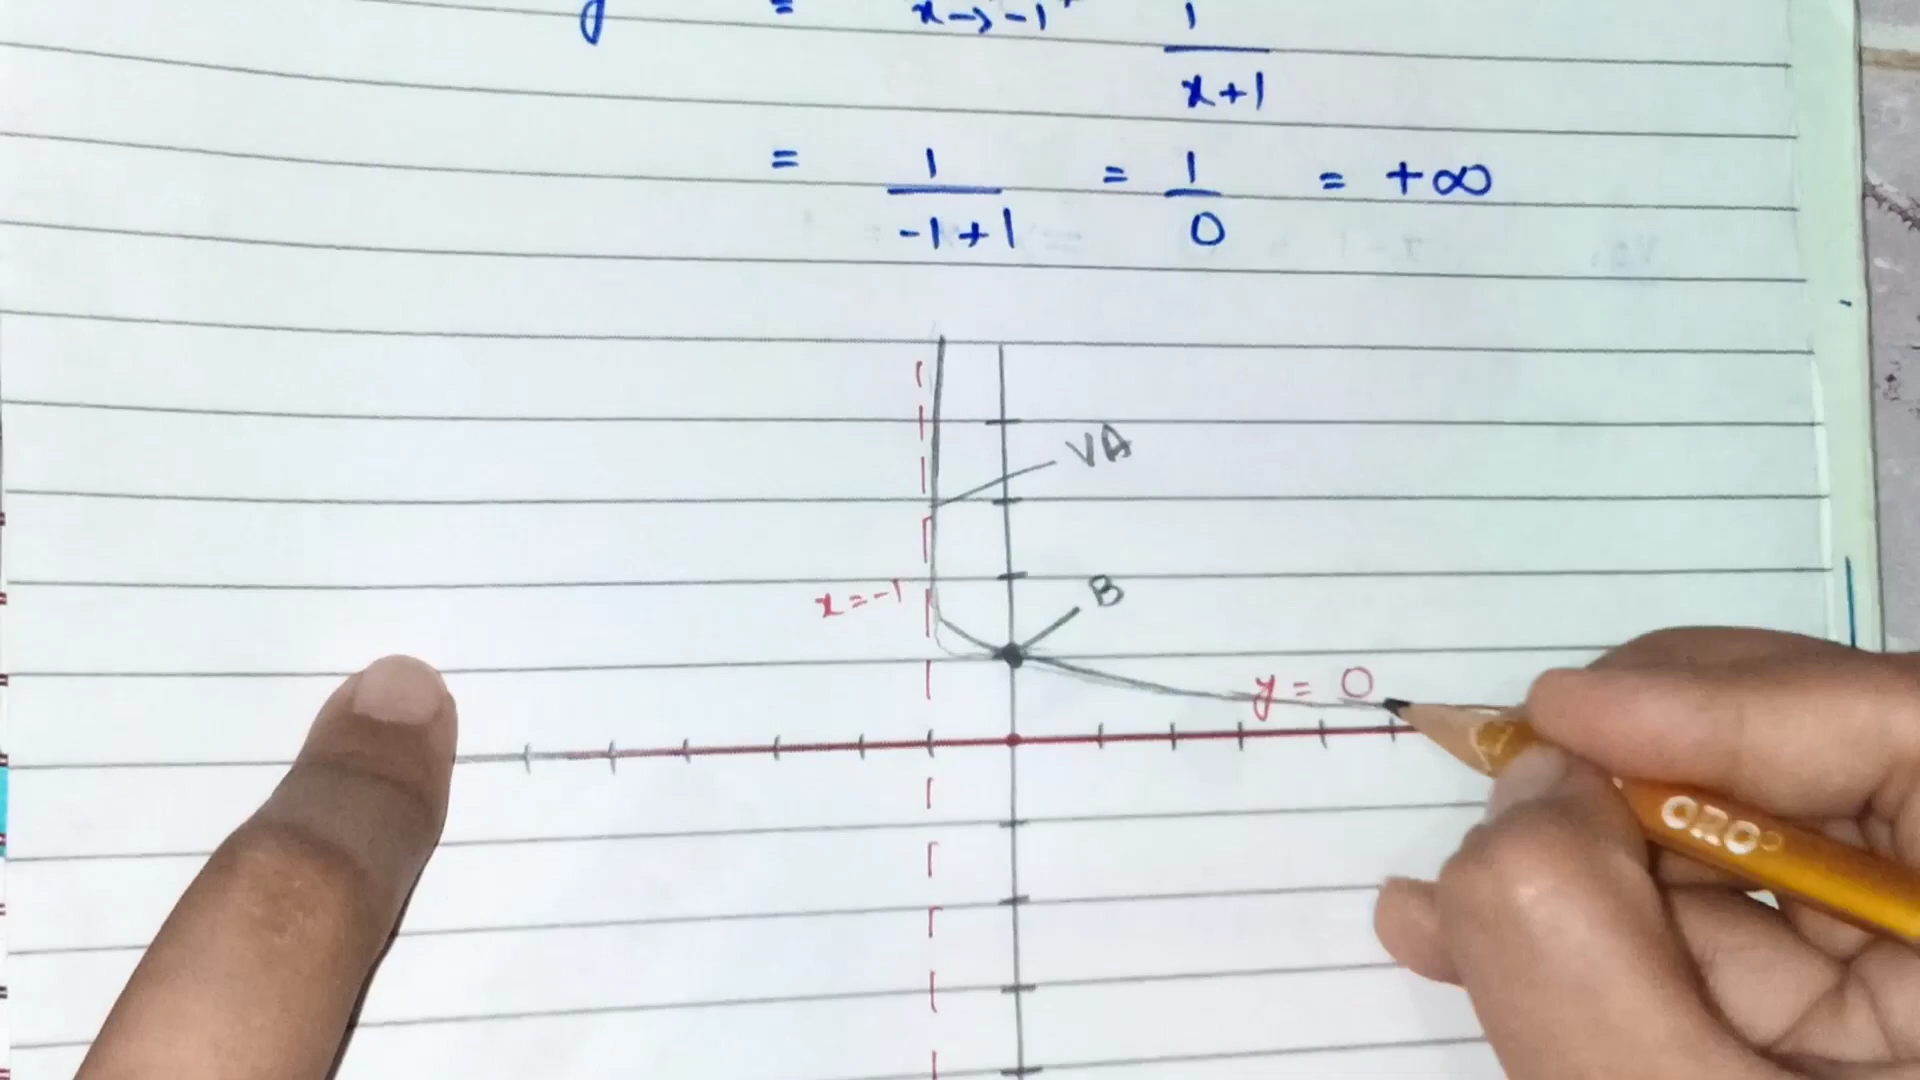 y = x→-1⁺ 1
x+1
= 1 = 1 = +∞
-1+1 0
VA
x=-1
B
y = 0
ORO